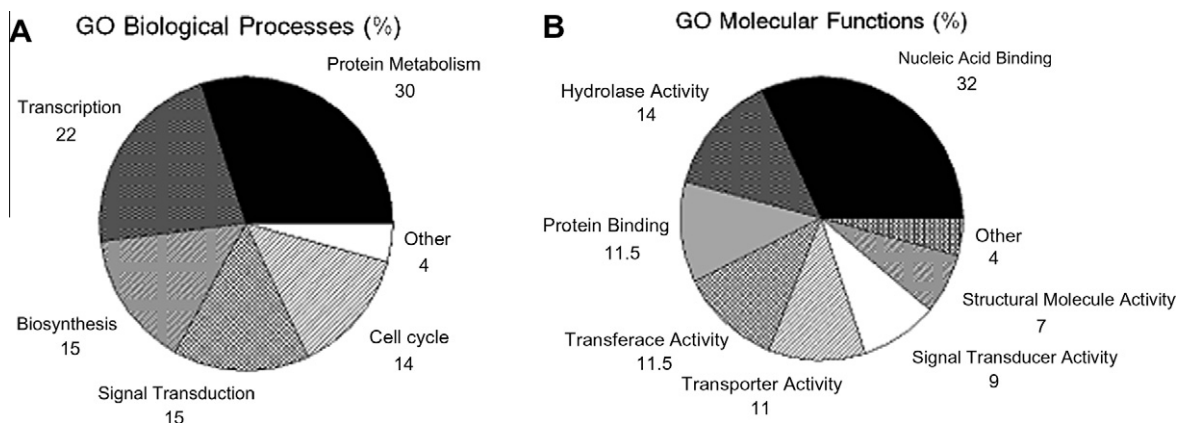 A
GO Biological Processes (%)
Protein Metabolism
30
Transcription
22
Other
4
Biosynthesis
15
Cell cycle
14
Signal Transduction
15
B
GO Molecular Functions (%)
Nucleic Acid Binding
32
Hydrolase Activity
14
Protein Binding
11.5
Other
4
Structural Molecule Activity
7
Transferace Activity
11.5
Signal Transducer Activity
9
Transporter Activity
11